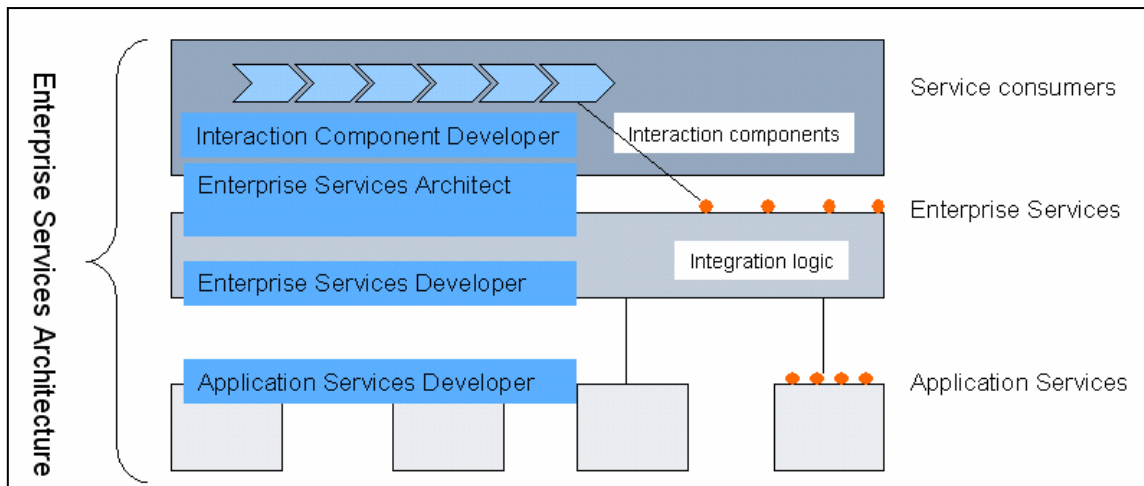 Enterprise Services Architecture
Service consumers
Interaction Component Developer
Interaction components
Enterprise Services Architect
Enterprise Services
Integration logic
Enterprise Services Developer
Application Services Developer
Application Services